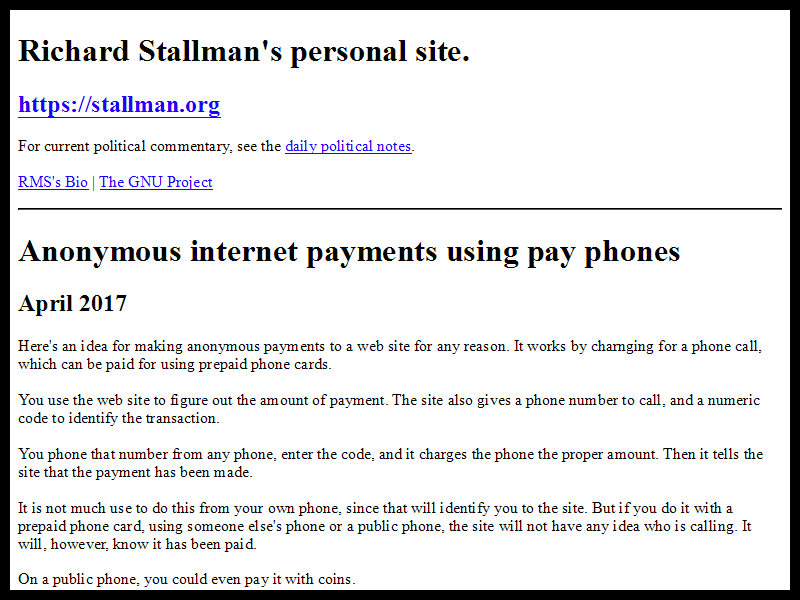 Richard Stallman's personal site.
https://stallman.org
For current political commentary, see the daily political notes.
RMS's Bio | The GNU Project
Anonymous internet payments using pay phones
April 2017
Here's an idea for making anonymous payments to a web site for any reason. It works by charnging for a phone call,
which can be paid for using prepaid phone cards.
You use the web site to figure out the amount of payment. The site also gives a phone number to call, and a numeric
code to identify the transaction.
You phone that number from any phone, enter the code, and it charges the phone the proper amount. Then it tells the
site that the payment has been made.
It is not much use to do this from your own phone, since that will identify you to the site. But if you do it with a
prepaid phone card, using someone else's phone or a public phone, the site will not have any idea who is calling. It
will, however, know it has been paid.
On a public phone, you could even pay it with coins.